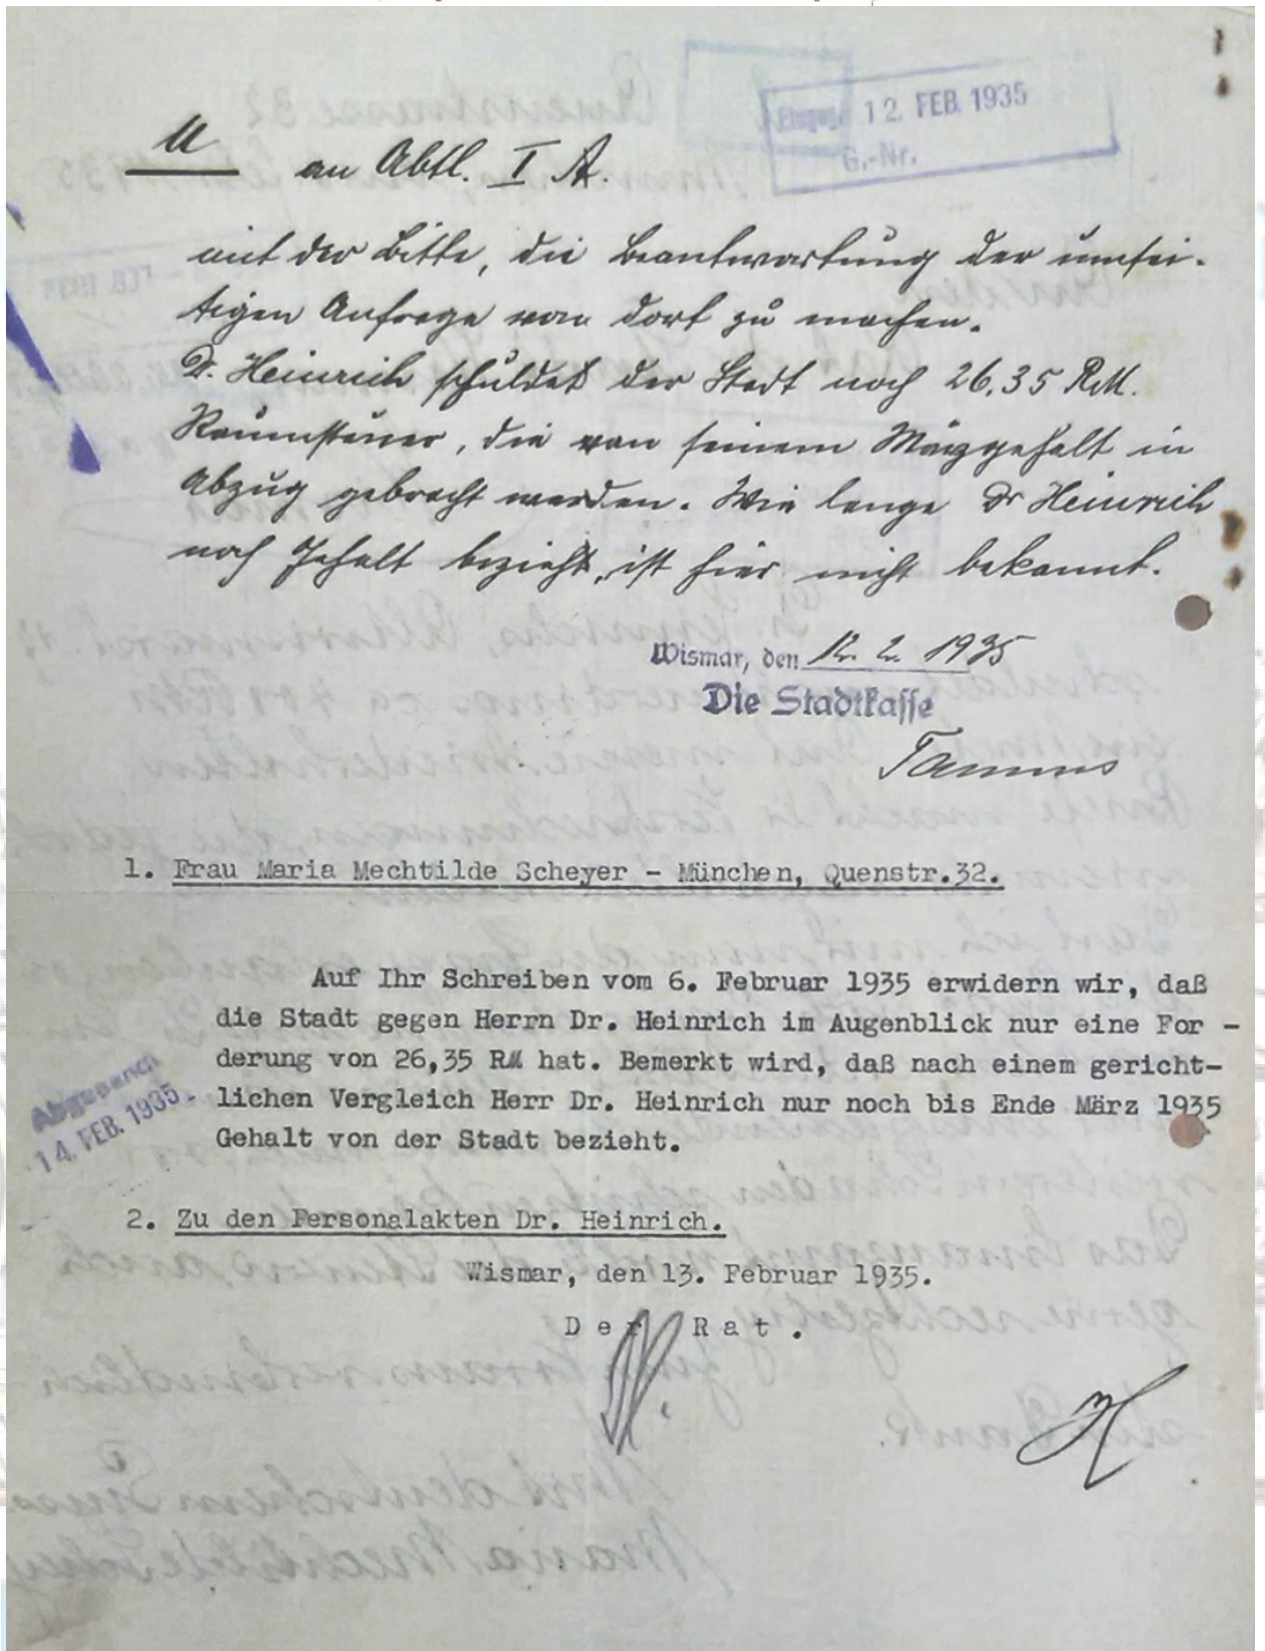 Eingeg. 12. FEB. 1935
G.-Nr.
U
an Abtl. I A.
mit der Bitte, die Beantwortung der umsei-
tigen Anfrage von dort zu machen.
Dr. Heinrich schuldet der Stadt noch 26.35 RM.
Raumsteuer, die von seinem Märzgehalt in
Abzug gebracht werden. Wie lange Dr Heinrich
noch Gehalt bezieht, ist hier nicht bekannt.
Wismar, den 12. 2. 1935
Die Stadtkasse
1. Frau Maria Mechtilde Scheyer - München, Quenstr.32.
Auf Ihr Schreiben vom 6. Februar 1935 erwidern wir, daß
die Stadt gegen Herrn Dr. Heinrich im Augenblick nur eine For -
derung von 26,35 RM hat. Bemerkt wird, daß nach einem gericht-
lichen Vergleich Herr Dr. Heinrich nur noch bis Ende März 1935
Gehalt von der Stadt bezieht.
Abgesandt
14. FEB. 1935
2. Zu den Personalakten Dr. Heinrich.
Wismar, den 13. Februar 1935.
Der Rat.